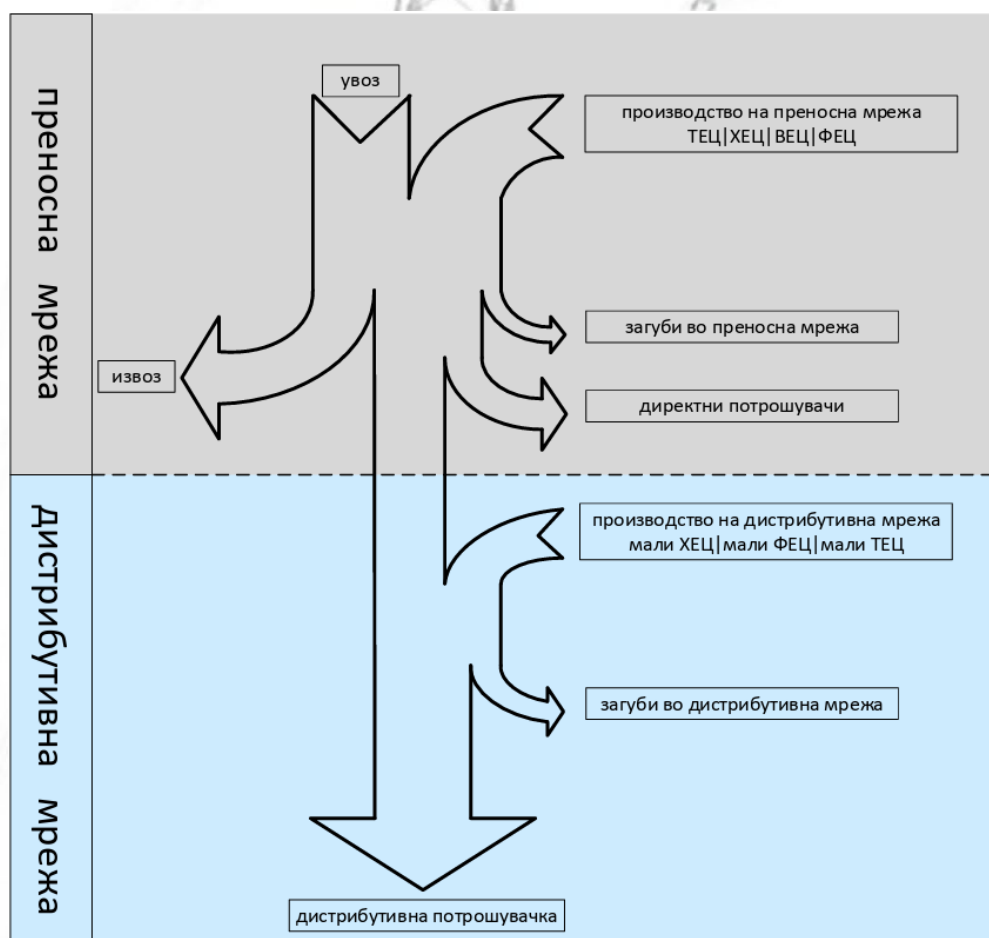 преносна мрежа
увоз
производство на преносна мрежа
ТЕЦ|ХЕЦ|ВЕЦ|ФЕЦ
загуби во преносна мрежа
извоз
директни потрошувачи
дистрибутивна мрежа
производство на дистрибутивна мрежа
мали ХЕЦ|мали ФЕЦ|мали ТЕЦ
загуби во дистрибутивна мрежа
дистрибутивна потрошувачка